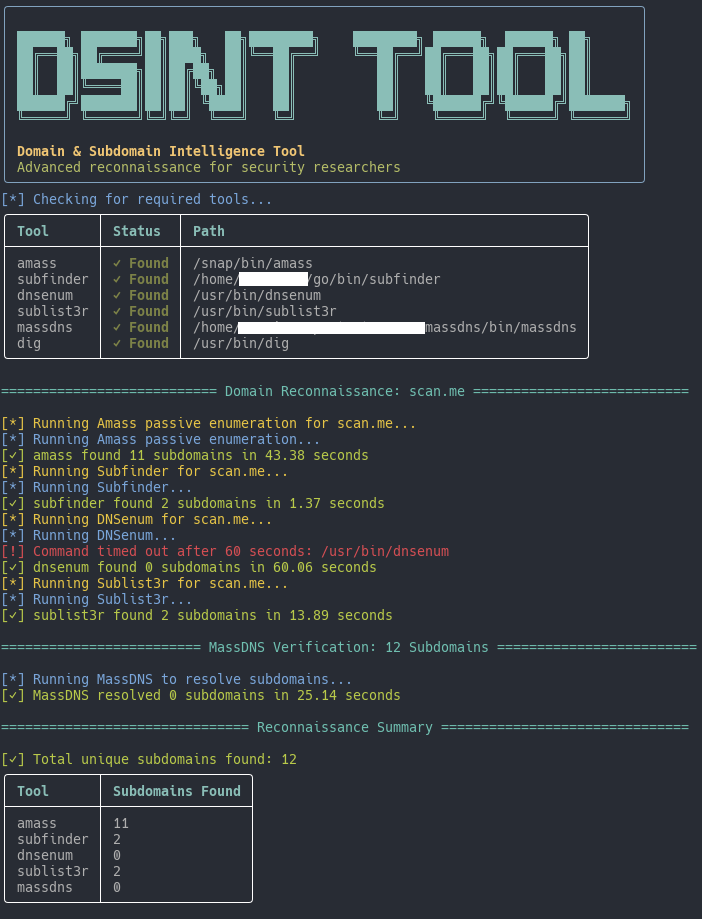 DSINT TOOL
Domain & Subdomain Intelligence Tool
Advanced reconnaissance for security researchers
[*] Checking for required tools...
Tool Status Path
amass ✓ Found /snap/bin/amass
subfinder ✓ Found /home/ /go/bin/subfinder
dnsenum ✓ Found /usr/bin/dnsenum
sublist3r ✓ Found /usr/bin/sublist3r
massdns ✓ Found /home/ massdns/bin/massdns
dig ✓ Found /usr/bin/dig
=========================== Domain Reconnaissance: scan.me ===========================
[*] Running Amass passive enumeration for scan.me...
[*] Running Amass passive enumeration...
[✓] amass found 11 subdomains in 43.38 seconds
[*] Running Subfinder for scan.me...
[*] Running Subfinder...
[✓] subfinder found 2 subdomains in 1.37 seconds
[*] Running DNSenum for scan.me...
[*] Running DNSenum...
[!] Command timed out after 60 seconds: /usr/bin/dnsenum
[✓] dnsenum found 0 subdomains in 60.06 seconds
[*] Running Sublist3r for scan.me...
[*] Running Sublist3r...
[✓] sublist3r found 2 subdomains in 13.89 seconds
========================= MassDNS Verification: 12 Subdomains =========================
[*] Running MassDNS to resolve subdomains...
[✓] MassDNS resolved 0 subdomains in 25.14 seconds
=============================== Reconnaissance Summary ===============================
[✓] Total unique subdomains found: 12
Tool Subdomains Found
amass 11
subfinder 2
dnsenum 0
sublist3r 2
massdns 0